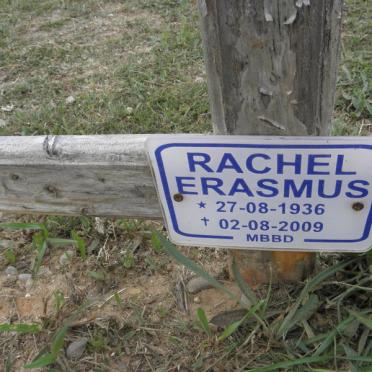 RACHEL
ERASMUS
★ 27-08-1936
✝ 02-08-2009
MBBD